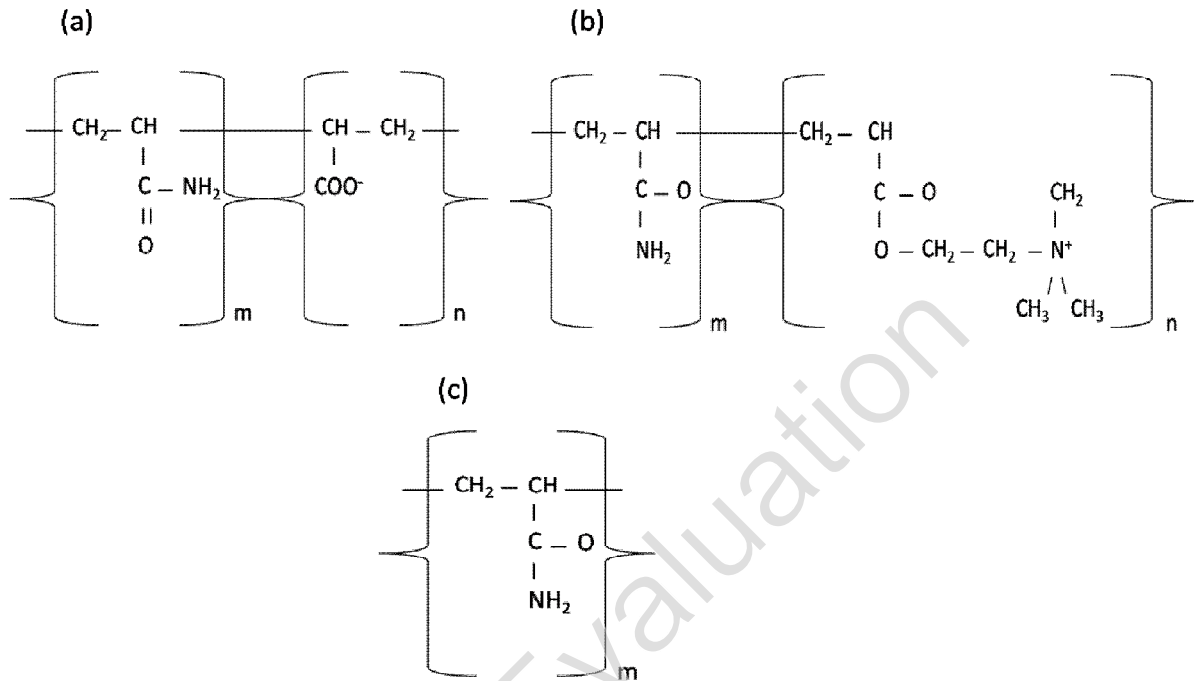 (a) (b)
CH₂ – CH CH – CH₂ CH₂ – CH CH₂ – CH
C – NH₂ COO⁻ C – O C – O CH₂
O NH₂ O – CH₂ – CH₂ – N⁺
CH₃ CH₃
m n m n
(c)
CH₂ – CH
C – O
NH₂
m
Evaluation